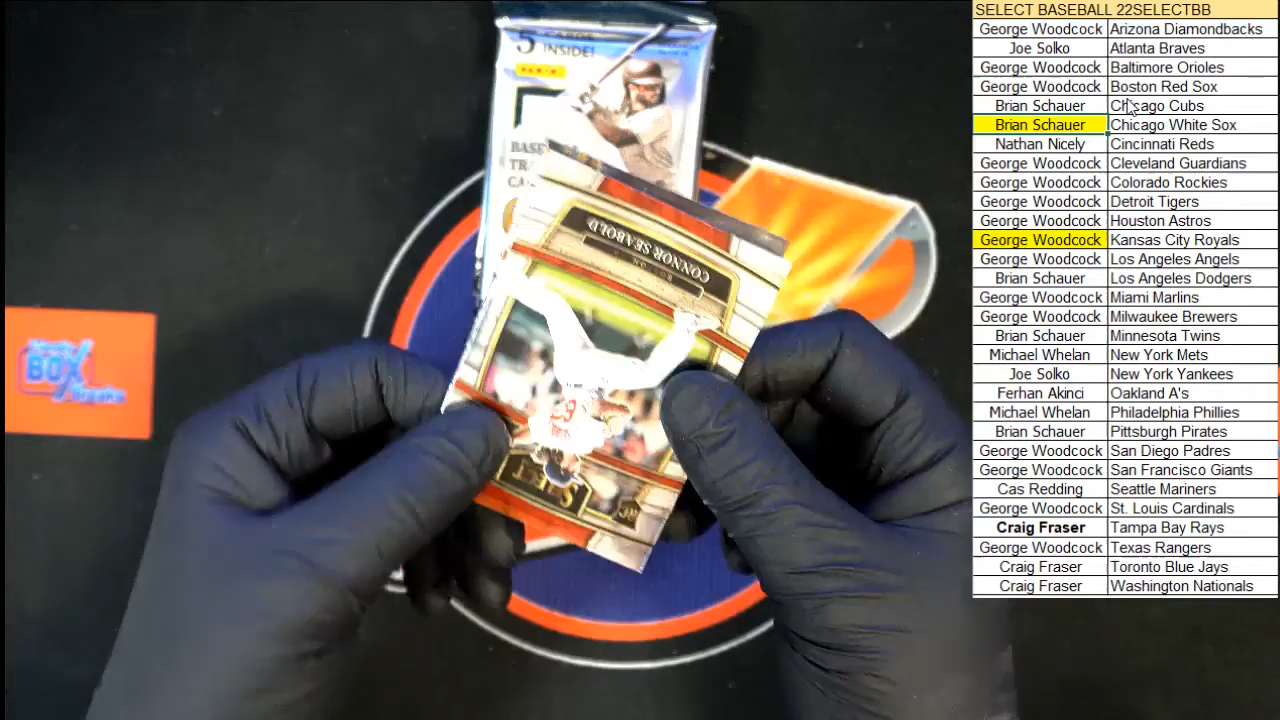 5 CARDS
INSIDE!
PANINI
CONNOR SEABOLD
BOSTON
SELECT
BOX
SELECT BASEBALL 22SELECTBB
George Woodcock Arizona Diamondbacks
Joe Solko Atlanta Braves
George Woodcock Baltimore Orioles
George Woodcock Boston Red Sox
Brian Schauer Chicago Cubs
Brian Schauer Chicago White Sox
Nathan Nicely Cincinnati Reds
George Woodcock Cleveland Guardians
George Woodcock Colorado Rockies
George Woodcock Detroit Tigers
George Woodcock Houston Astros
George Woodcock Kansas City Royals
George Woodcock Los Angeles Angels
Brian Schauer Los Angeles Dodgers
George Woodcock Miami Marlins
George Woodcock Milwaukee Brewers
Brian Schauer Minnesota Twins
Michael Whelan New York Mets
Joe Solko New York Yankees
Ferhan Akinci Oakland A's
Michael Whelan Philadelphia Phillies
Brian Schauer Pittsburgh Pirates
George Woodcock San Diego Padres
George Woodcock San Francisco Giants
Cas Redding Seattle Mariners
George Woodcock St. Louis Cardinals
Craig Fraser Tampa Bay Rays
George Woodcock Texas Rangers
Craig Fraser Toronto Blue Jays
Craig Fraser Washington Nationals